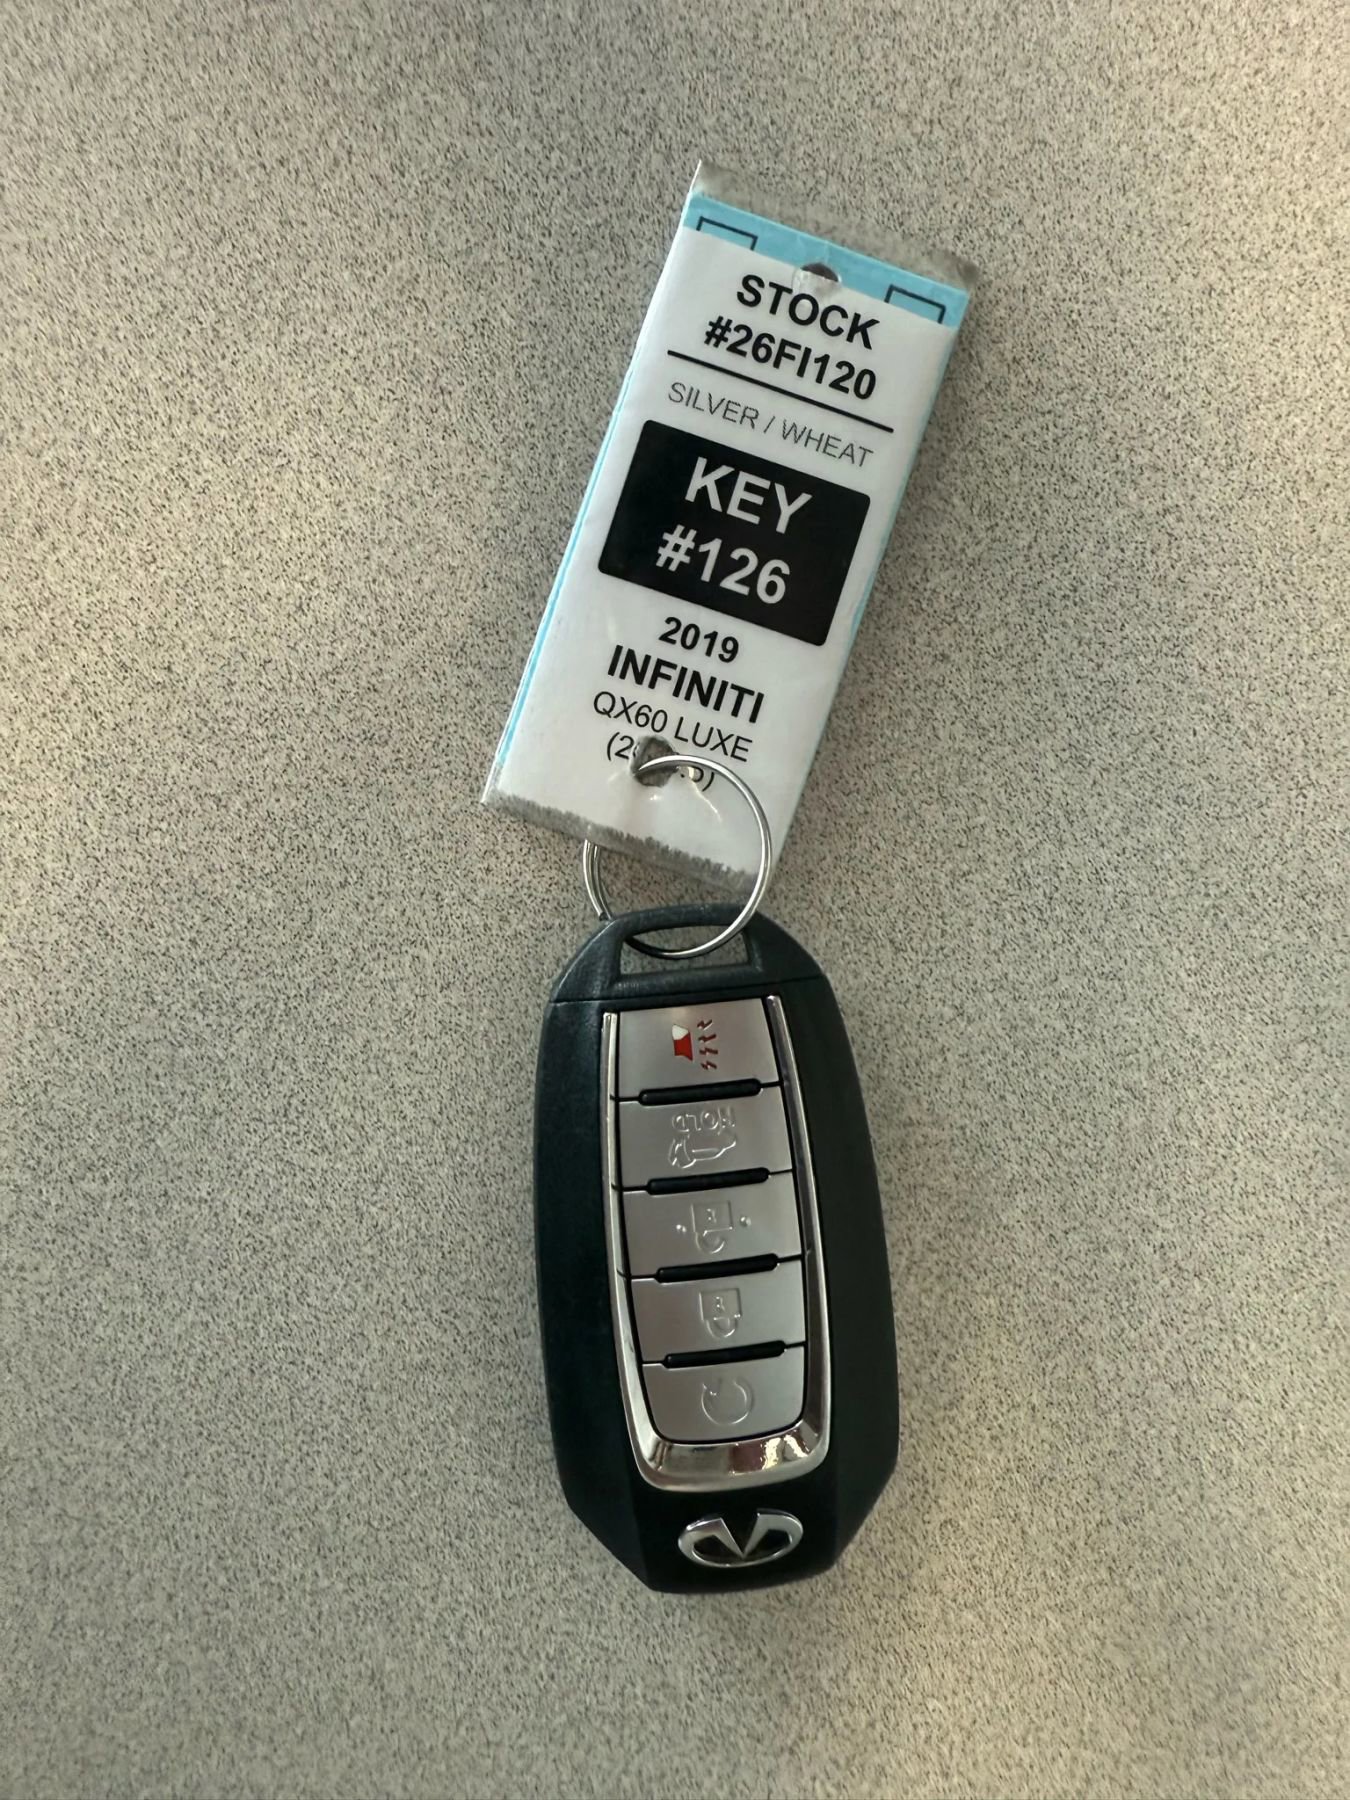 STOCK
#26FI120
SILVER / WHEAT
KEY
#126
2019
INFINITI
QX60 LUXE
HOLD